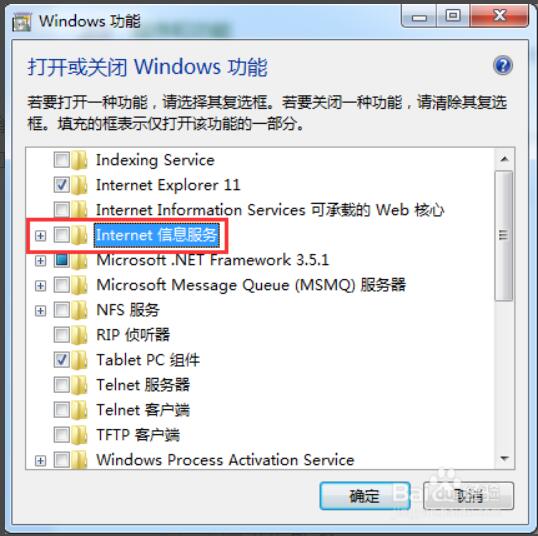 Windows 功能
打开或关闭 Windows 功能
若要打开一种功能，请选择其复选框。若要关闭一种功能，请清除其复选
框。填充的框表示仅打开该功能的一部分。
Indexing Service
Internet Explorer 11
Internet Information Services 可承载的 Web 核心
Internet 信息服务
Microsoft .NET Framework 3.5.1
Microsoft Message Queue (MSMQ) 服务器
NFS 服务
RIP 侦听器
Tablet PC 组件
Telnet 服务器
Telnet 客户端
TFTP 客户端
Windows Process Activation Service
确定
取消